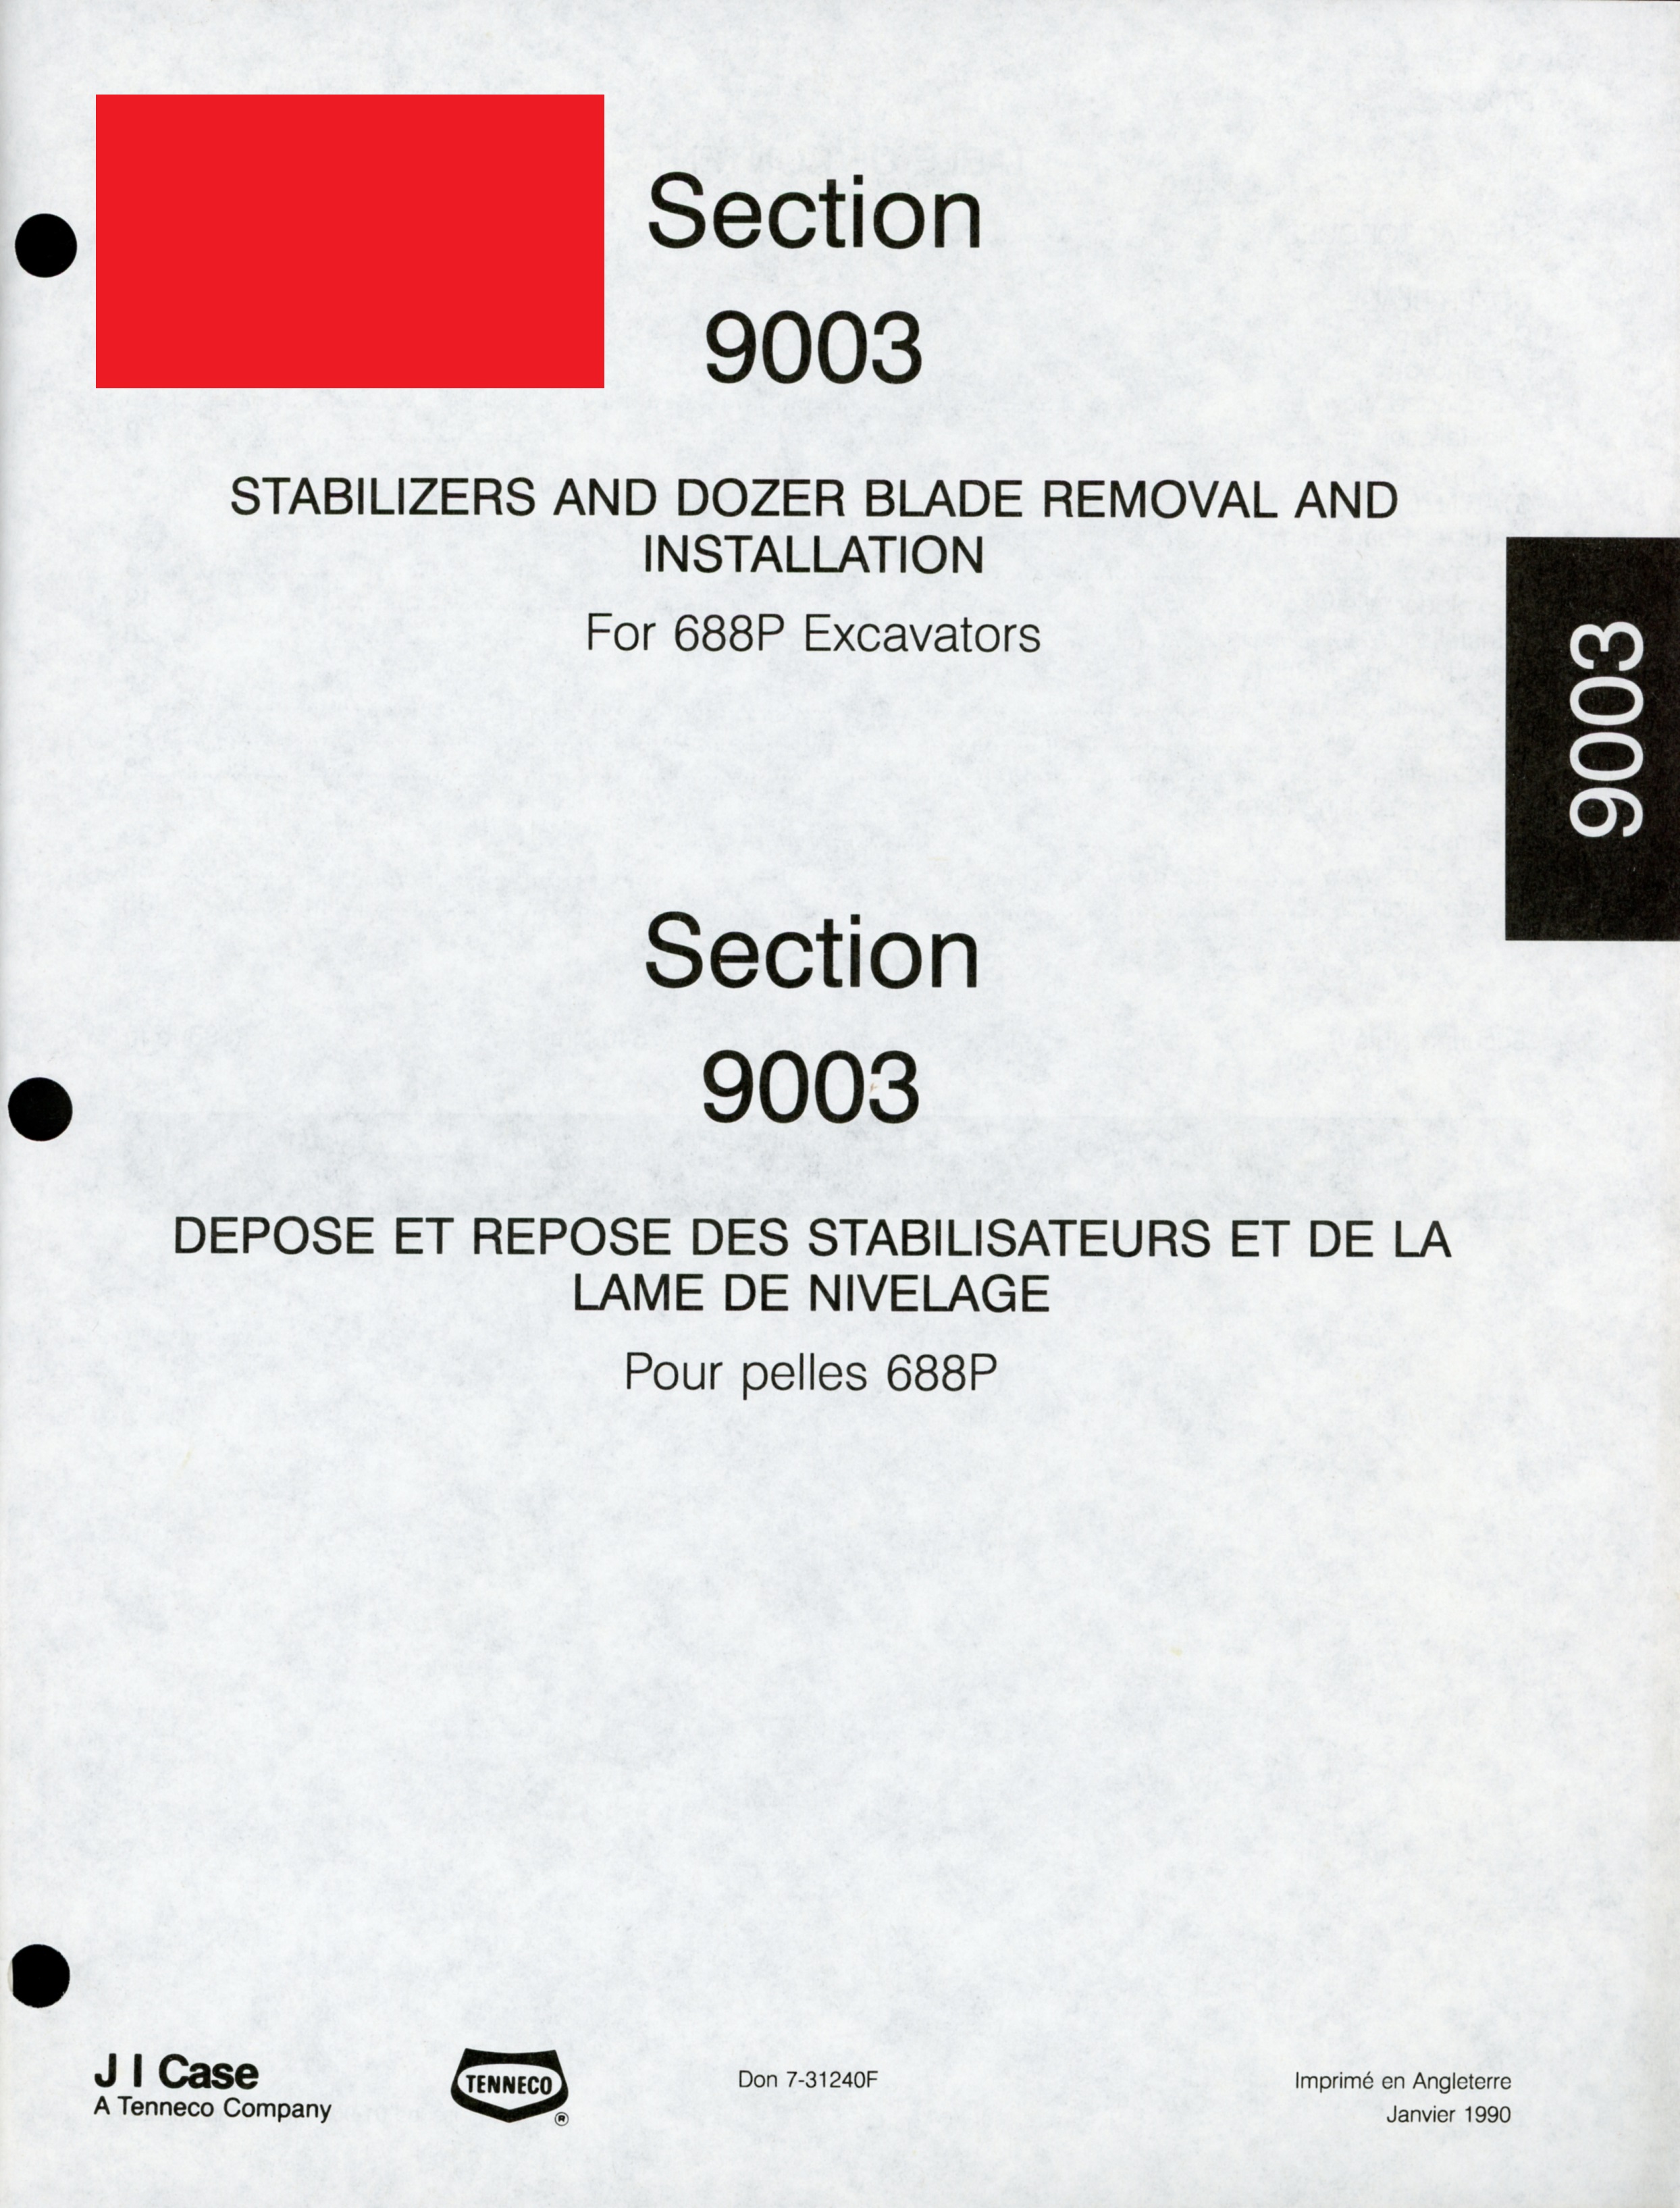 Section
9003
STABILIZERS AND DOZER BLADE REMOVAL AND
INSTALLATION
For 688P Excavators
9003
Section
9003
DEPOSE ET REPOSE DES STABILISATEURS ET DE LA
LAME DE NIVELAGE
Pour pelles 688P
J I Case
A Tenneco Company
TENNECO
®
Don 7-31240F
Imprimé en Angleterre
Janvier 1990